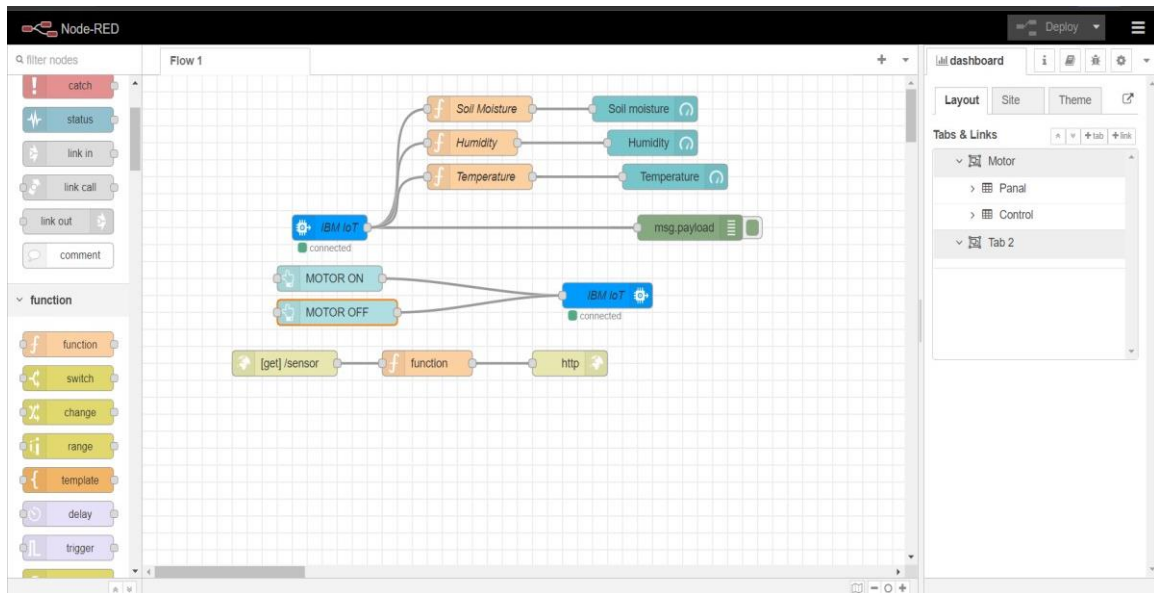 Node-RED
Deploy
filter nodes
catch
status
link in
link call
link out
comment
function
function
switch
change
range
template
delay
trigger
Flow 1
Soil Moisture
Soil moisture
Humidity
Humidity
Temperature
Temperature
IBM IoT
connected
msg.payload
MOTOR ON
MOTOR OFF
IBM IoT
connected
[get] /sensor
function
http
dashboard
i
Layout
Site
Theme
Tabs & Links
+tab
+link
Motor
Panal
Control
Tab 2